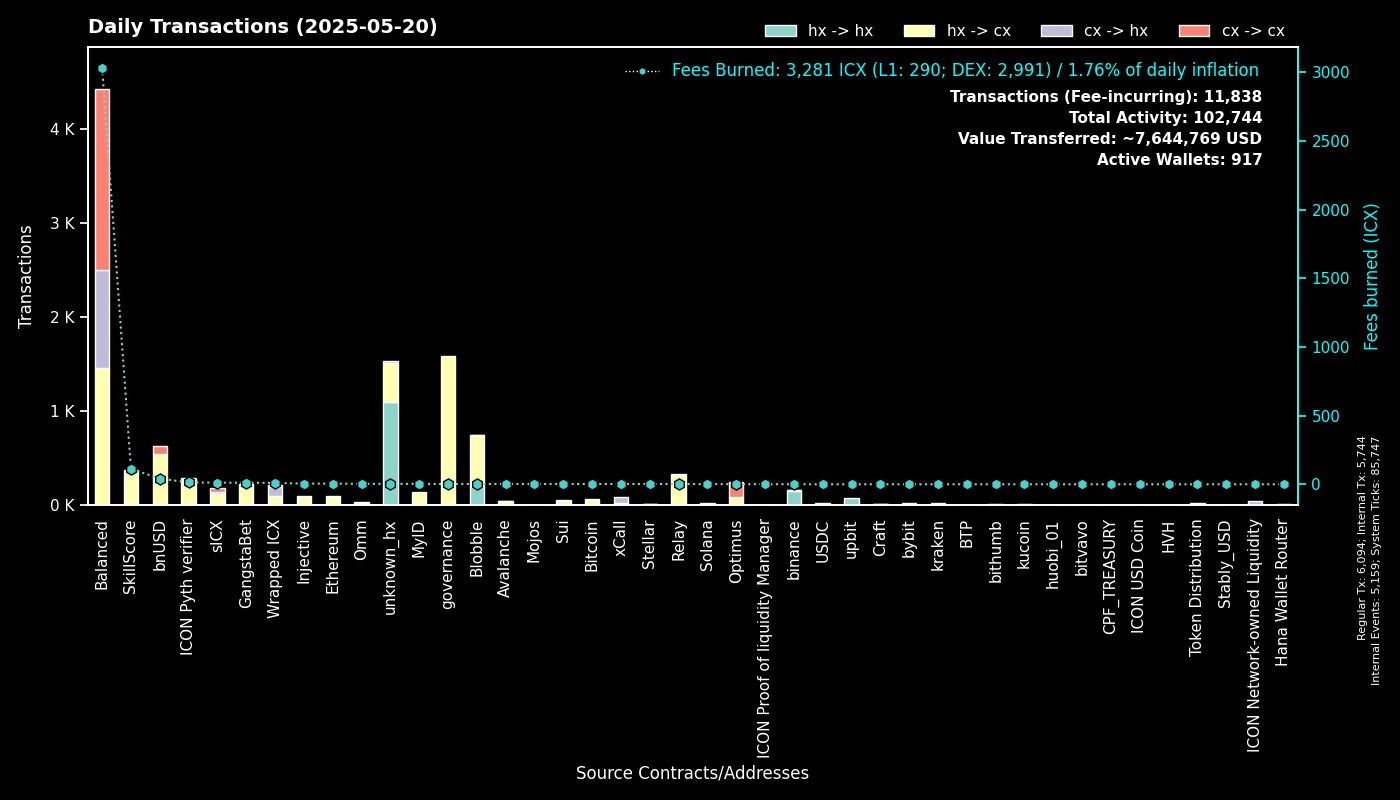 Daily Transactions (2025-05-20)
hx -> hx
hx -> cx
cx -> hx
cx -> cx
Fees Burned: 3,281 ICX (L1: 290; DEX: 2,991) / 1.76% of daily inflation
Transactions (Fee-incurring): 11,838
Total Activity: 102,744
Value Transferred: ~7,644,769 USD
Active Wallets: 917
Transactions
4 K
3 K
2 K
1 K
0 K
3000
2500
2000
1500
1000
500
0
Fees burned (ICX)
Regular Tx: 6,094; Internal Tx: 5,744
Internal Events: 5,159; System Ticks: 85,747
Balanced
SkillScore
bnUSD
ICON Pyth verifier
sICX
GangstaBet
Wrapped ICX
Injective
Ethereum
Omm
unknown_hx
MyID
governance
Blobble
Avalanche
Mojos
Sui
Bitcoin
xCall
Stellar
Relay
Solana
Optimus
ICON Proof of liquidity Manager
binance
USDC
upbit
Craft
bybit
kraken
BTP
bithumb
kucoin
huobi_01
bitvavo
CPF_TREASURY
ICON USD Coin
HVH
Token Distribution
Stably_USD
ICON Network-owned Liquidity
Hana Wallet Router
Source Contracts/Addresses